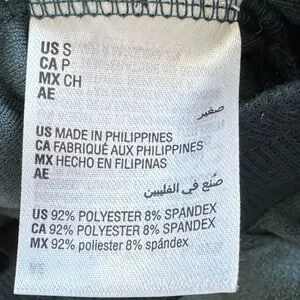 US S
CA P
MX CH
AE
صغير
US MADE IN PHILIPPINES
CA FABRIQUÉ AUX PHILIPPINES
MX HECHO EN FILIPINAS
AE
صُنع في الفلبين
US 92% POLYESTER 8% SPANDEX
CA 92% POLYESTER 8% SPANDEX
MX 92% poliester 8% spándex